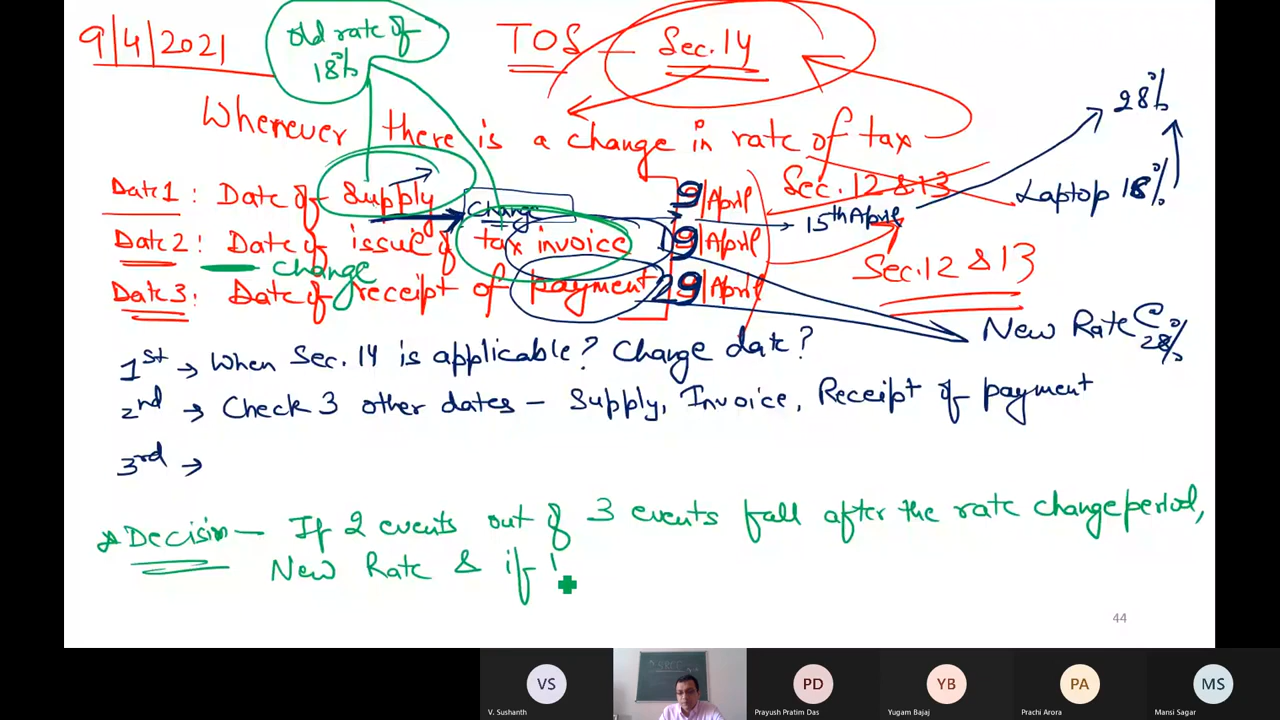 9/4/2021
old rate of
18%
TOS - Sec.14
28%
Whenever there is a change in rate of tax
Date 1 : Date of Supply
9/April
Sec. 12 & 13
Laptop 18%
Change
15th April
Date 2 : Date of issue of tax invoice
19/April
change
Sec.12 & 13
Date 3 : Date of receipt of payment
29/April
New Rate
28%
1st → When Sec. 14 is applicable? Change date?
2nd → Check 3 other dates - Supply, Invoice, Receipt of payment
3rd →
* Decision - If 2 events out of 3 events fall after the rate change period,
New Rate & if
44
VS
PD
YB
PA
MS
V. Sushanth
Prayush Pratim Das
Yugam Bajaj
Prachi Arora
Mansi Sagar